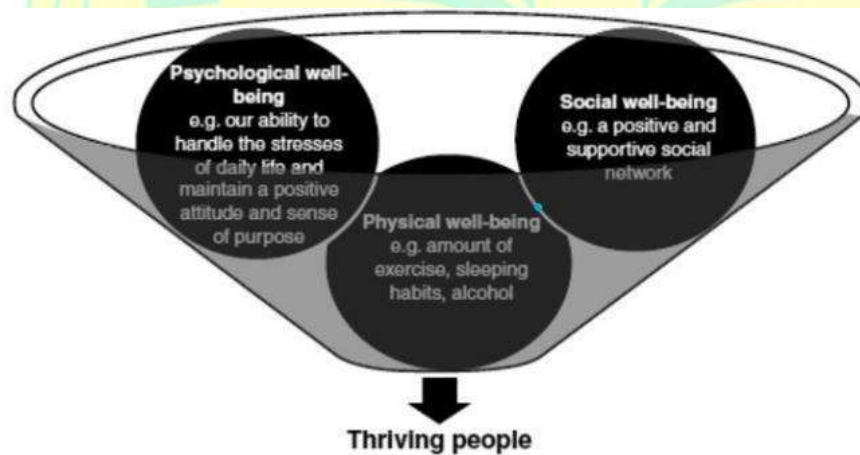 Psychological well-
being
e.g. our ability to
handle the stresses
of daily life and
maintain a positive
attitude and sense
of purpose
Social well-being
e.g. a positive and
supportive social
network
Physical well-being
e.g. amount of
exercise, sleeping
habits, alcohol
Thriving people